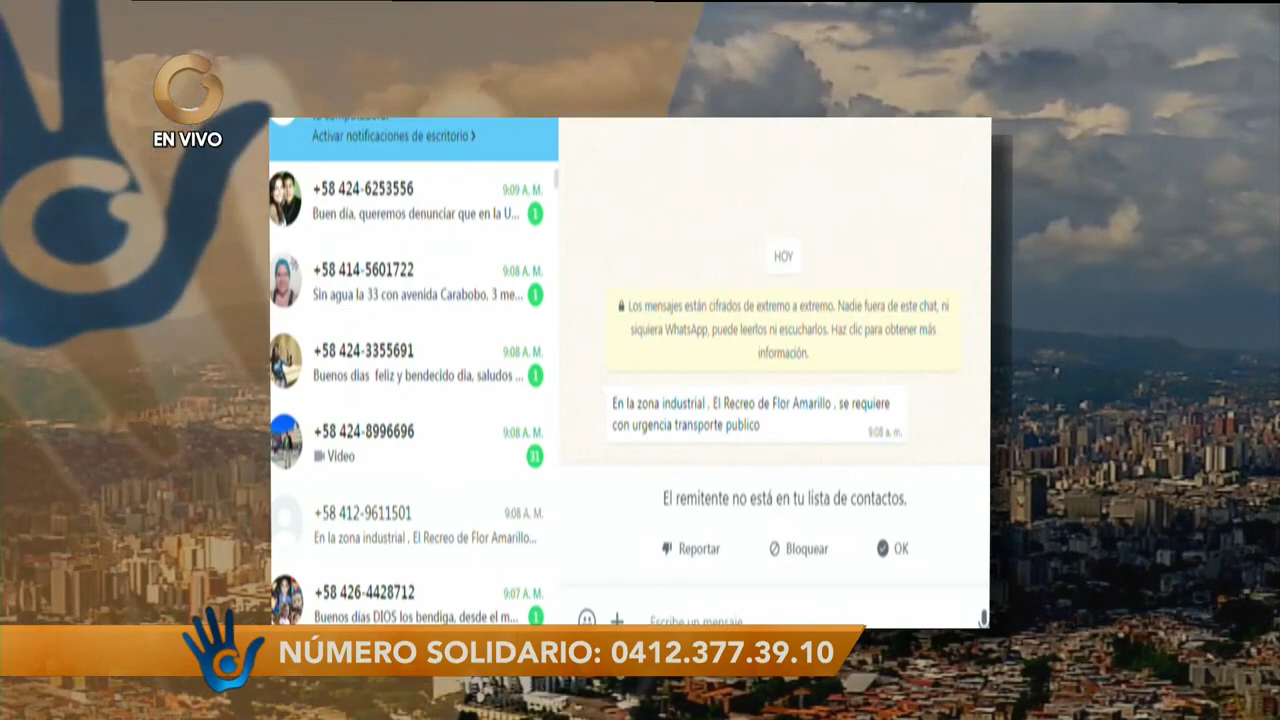 EN VIVO
Activar notificaciones de escritorio >
+58 424-6253556
9:09 A. M.
Buen día, queremos denunciar que en la U...
1
+58 414-5601722
9:08 A. M.
Sin agua la 33 con avenida Carabobo, 3 me...
1
+58 424-3355691
9:08 A. M.
Buenos dias feliz y bendecido dia, saludos ...
1
+58 424-8996696
9:08 A. M.
Video
31
+58 412-9611501
9:08 A. M.
En la zona industrial , El Recreo de Flor Amarillo...
+58 426-4428712
9:07 A. M.
Buenos días DIOS los bendiga, desde el m...
1
HOY
Los mensajes están cifrados de extremo a extremo. Nadie fuera de este chat, ni
siquiera WhatsApp, puede leerlos ni escucharlos. Haz clic para obtener más
información.
En la zona industrial , El Recreo de Flor Amarillo , se requiere
con urgencia transporte publico
9:08 a. m.
El remitente no está en tu lista de contactos.
Reportar
Bloquear
OK
Escribe un mensaje
NÚMERO SOLIDARIO: 0412.377.39.10